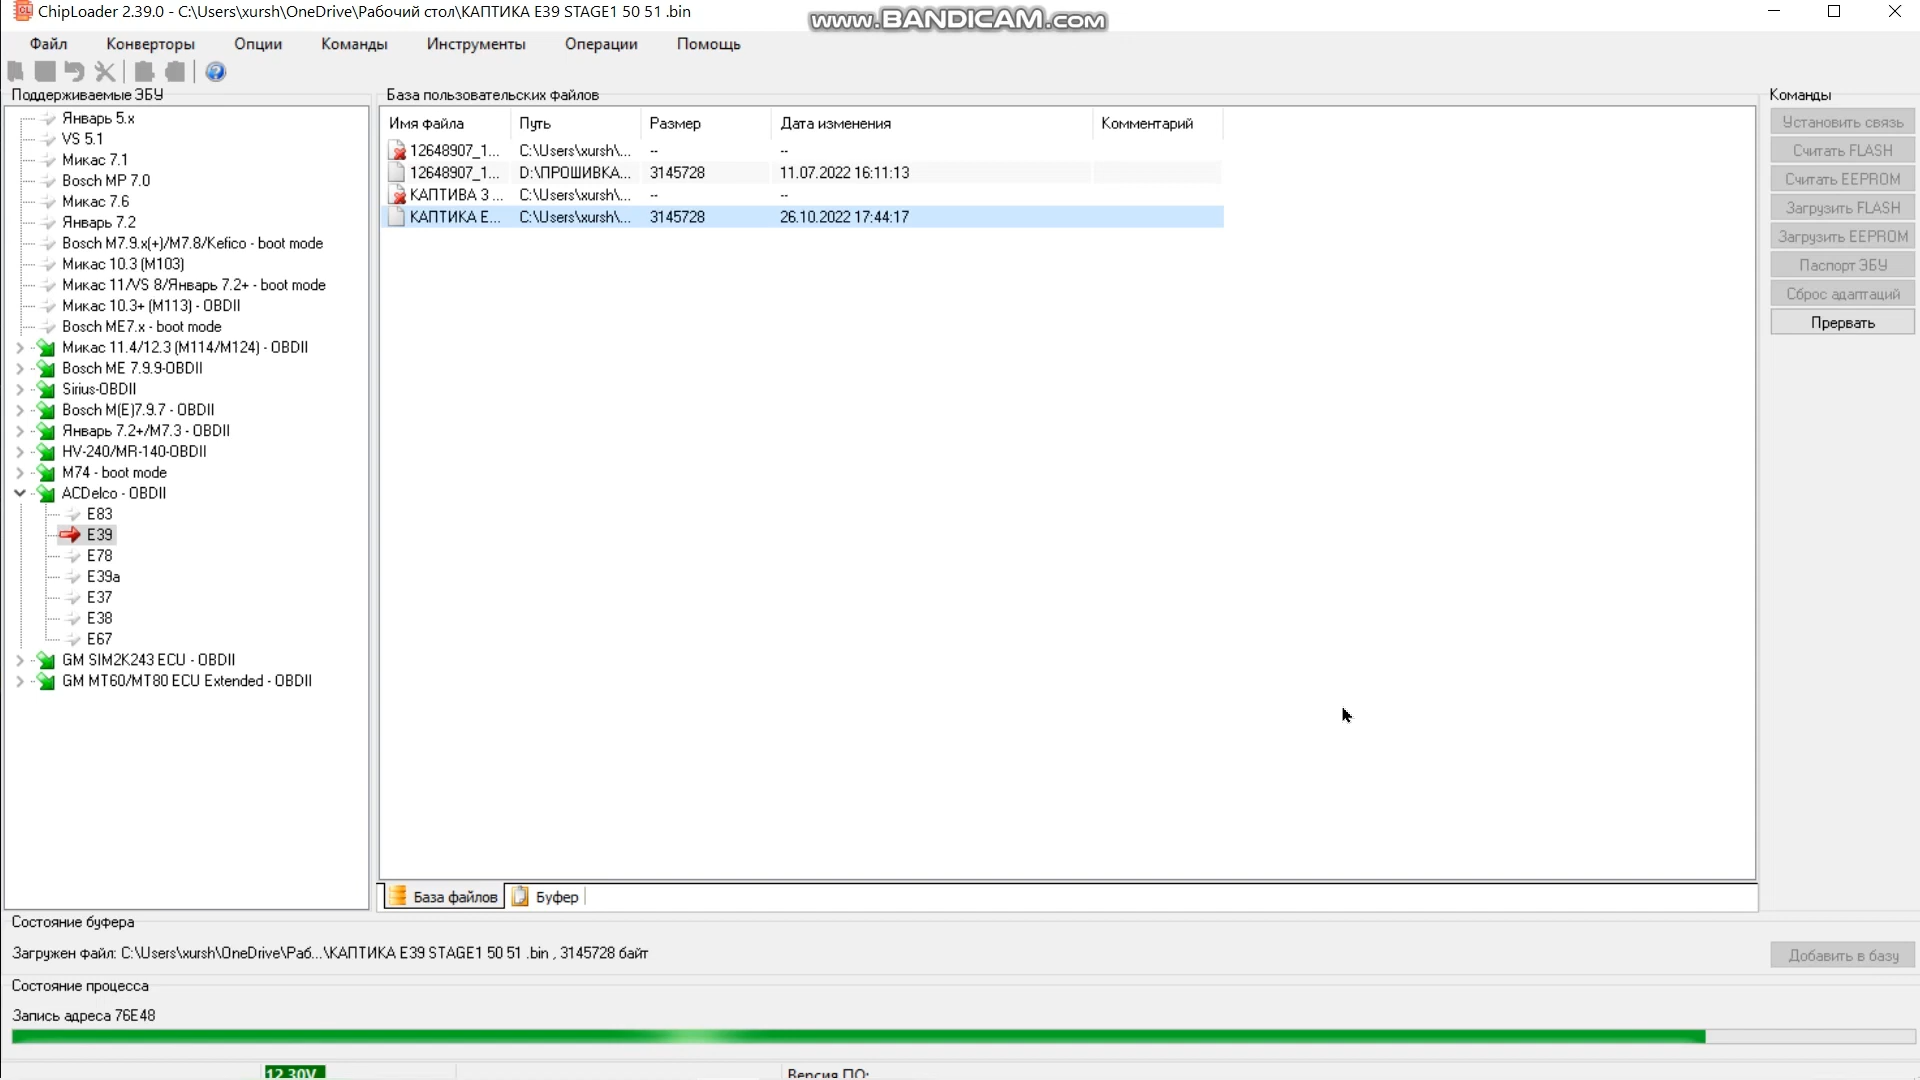 ChipLoader 2.39.0 - C:\Users\xursh\OneDrive\Рабочий стол\КАПТИКА Е39 STAGE1 50 51 .bin
www.BANDICAM.com
Файл Конверторы Опции Команды Инструменты Операции Помощь
Поддерживаемые ЭБУ
Январь 5.x
VS 5.1
Микас 7.1
Bosch MP 7.0
Микас 7.6
Январь 7.2
Bosch M7.9.x(+)/M7.8/Kefico - boot mode
Микас 10.3 (M103)
Микас 11/VS 8/Январь 7.2+ - boot mode
Микас 10.3+ (M113) - OBDII
Bosch ME7.x - boot mode
Микас 11.4/12.3 (M114/M124) - OBDII
Bosch ME 7.9.9-OBDII
Sirius-OBDII
Bosch M(E)7.9.7 - OBDII
Январь 7.2+/M7.3 - OBDII
HV-240/MR-140-OBDII
M74 - boot mode
ACDelco - OBDII
E83
E39
E78
E39a
E37
E38
E67
GM SIM2K243 ECU - OBDII
GM MT60/MT80 ECU Extended - OBDII
База пользовательских файлов
Имя файла Путь Размер Дата изменения Комментарий
12648907_1... C:\Users\xursh\... -- --
12648907_1... D:\ПРОШИВКА... 3145728 11.07.2022 16:11:13
КАПТИВА 3 ... C:\Users\xursh\... -- --
КАПТИКА Е... C:\Users\xursh\... 3145728 26.10.2022 17:44:17
База файлов Буфер
Команды
Установить связь
Считать FLASH
Считать EEPROM
Загрузить FLASH
Загрузить EEPROM
Паспорт ЭБУ
Сброс адаптаций
Прервать
Состояние буфера
Загружен файл: C:\Users\xursh\OneDrive\Раб...\КАПТИКА Е39 STAGE1 50 51 .bin , 3145728 байт
Добавить в базу
Состояние процесса
Запись адреса 76E48
12.30V Версия ПО: